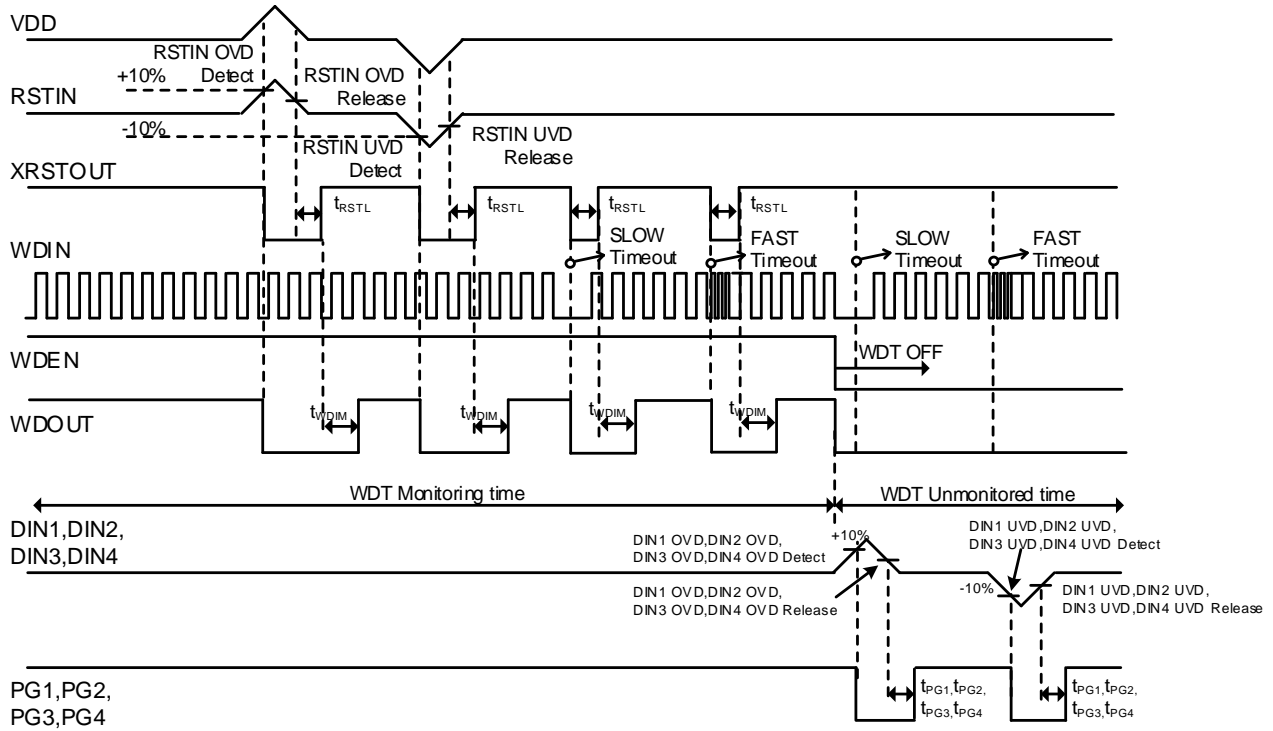 VDD
RSTIN OVD
Detect
+10%
RSTIN OVD
Release
RSTIN
-10%
RSTIN UVD
Detect
RSTIN UVD
Release
XRSTOUT
tRSTL
tRSTL
tRSTL
tRSTL
WDIN
SLOW
Timeout
FAST
Timeout
SLOW
Timeout
FAST
Timeout
WDEN
WDT OFF
WDOUT
tWDIM
tWDIM
tWDIM
tWDIM
WDT Monitoring time
WDT Unmonitored time
DIN1,DIN2,
DIN3,DIN4
DIN1 OVD,DIN2 OVD,
DIN3 OVD,DIN4 OVD Detect
+10%
DIN1 UVD,DIN2 UVD,
DIN3 UVD,DIN4 UVD Detect
DIN1 OVD,DIN2 OVD,
DIN3 OVD,DIN4 OVD Release
-10%
DIN1 UVD,DIN2 UVD,
DIN3 UVD,DIN4 UVD Release
PG1,PG2,
PG3,PG4
tPG1,tPG2,
tPG3,tPG4
tPG1,tPG2,
tPG3,tPG4